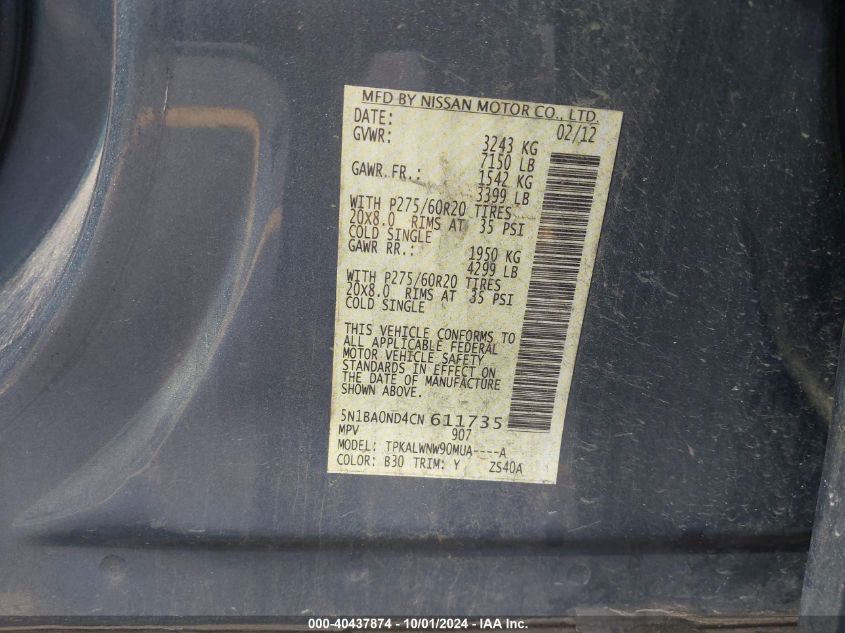 MFD BY NISSAN MOTOR CO., LTD.
DATE: 02/12
GVWR: 3243 KG
7150 LB
GAWR FR.: 1542 KG
3399 LB
WITH P275/60R20 TIRES
20X8.0 RIMS AT 35 PSI
COLD SINGLE
GAWR RR.: 1950 KG
4299 LB
WITH P275/60R20 TIRES
20X8.0 RIMS AT 35 PSI
COLD SINGLE
THIS VEHICLE CONFORMS TO
ALL APPLICABLE FEDERAL
MOTOR VEHICLE SAFETY
STANDARDS IN EFFECT ON
THE DATE OF MANUFACTURE
SHOWN ABOVE.
5N1BA0ND4CN 611735
MPV 907
MODEL: TPKALWNW90MUA----A
COLOR: B30 TRIM: Y ZS40A
000-40437874 - 10/01/2024 - IAA Inc.